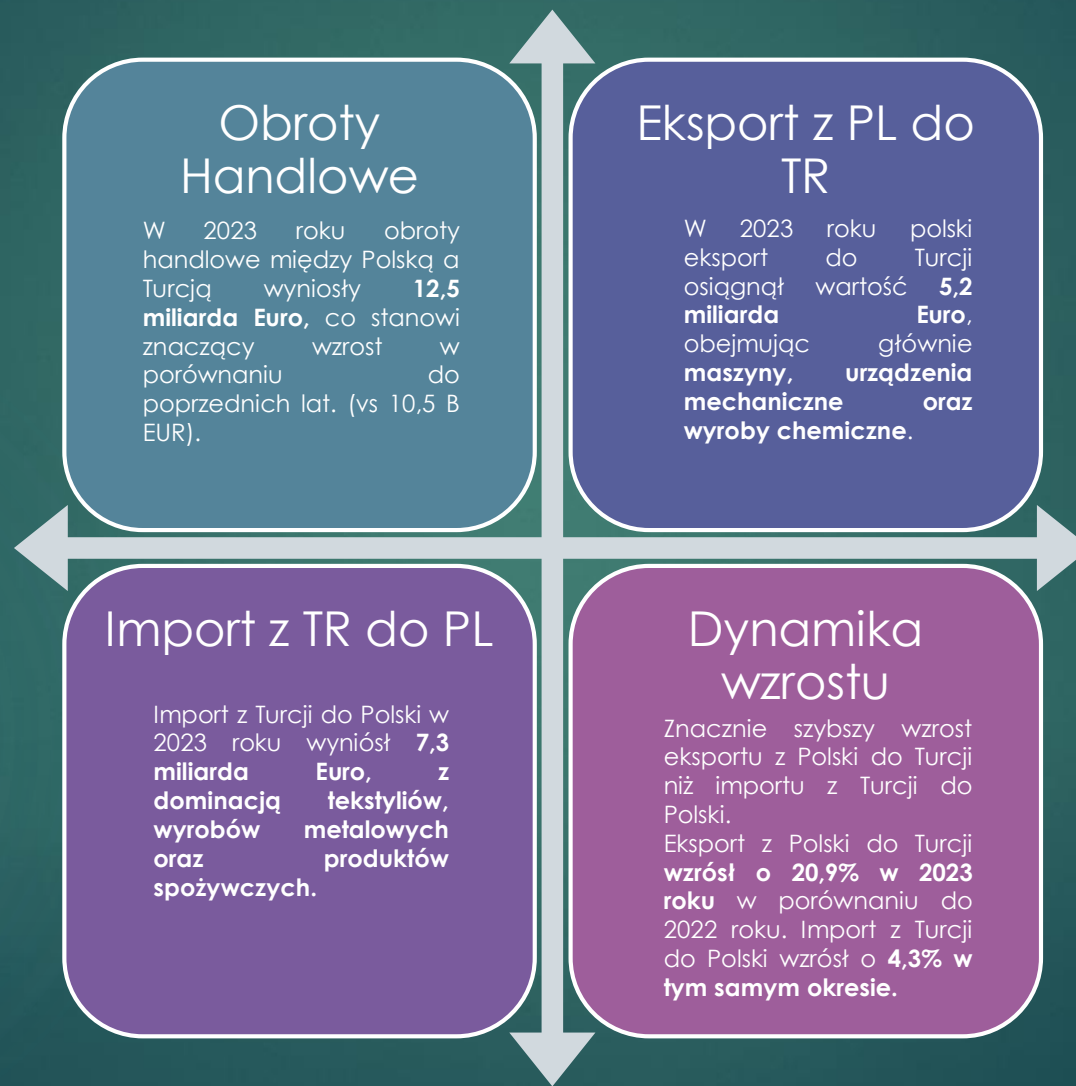 Obroty
Handlowe
W 2023 roku obroty
handlowe między Polską a
Turcją wyniosły 12,5
miliarda Euro, co stanowi
znaczący wzrost w
porównaniu do
poprzednich lat. (vs 10,5 B
EUR).
Eksport z PL do
TR
W 2023 roku polski
eksport do Turcji
osiągnął wartość 5,2
miliarda Euro,
obejmując głównie
maszyny, urządzenia
mechaniczne oraz
wyroby chemiczne.
Import z TR do PL
Import z Turcji do Polski w
2023 roku wyniósł 7,3
miliarda Euro, z
dominacją tekstyliów,
wyrobów metalowych
oraz produktów
spożywczych.
Dynamika
wzrostu
Znacznie szybszy wzrost
eksportu z Polski do Turcji
niż importu z Turcji do
Polski.
Eksport z Polski do Turcji
wzrósł o 20,9% w 2023
roku w porównaniu do
2022 roku. Import z Turcji
do Polski wzrósł o 4,3% w
tym samym okresie.